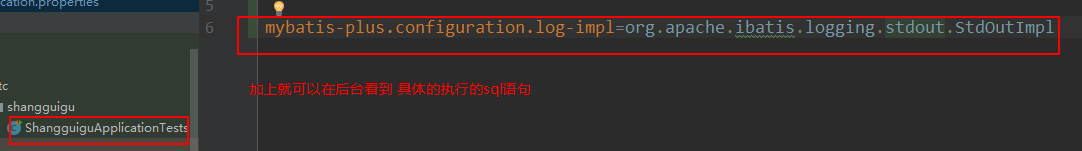 cation.properties
5
6 mybatis-plus.configuration.log-impl=org.apache.ibatis.logging.stdout.StdOutImpl
加上就可以在后台看到 具体的执行的sql语句
tc
shangguigu
ShangguiguApplicationTests